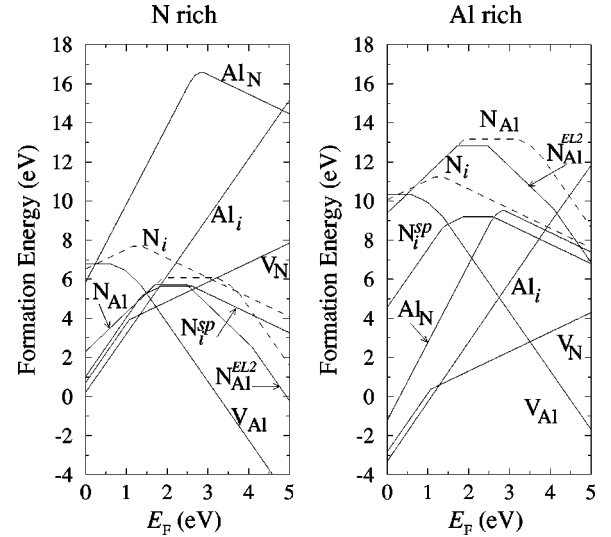 N rich
Al rich
Formation Energy (eV)
18
16
14
12
10
8
6
4
2
0
-2
-4
Al_N
Al_i
N_i
V_N
N_Al
N_i^sp
N_Al^EL2
V_Al
0 1 2 3 4 5
E_F (eV)
Formation Energy (eV)
18
16
14
12
10
8
6
4
2
0
-2
-4
N_Al
N_Al^EL2
N_i
N_i^sp
Al_i
Al_N
V_N
V_Al
0 1 2 3 4 5
E_F (eV)